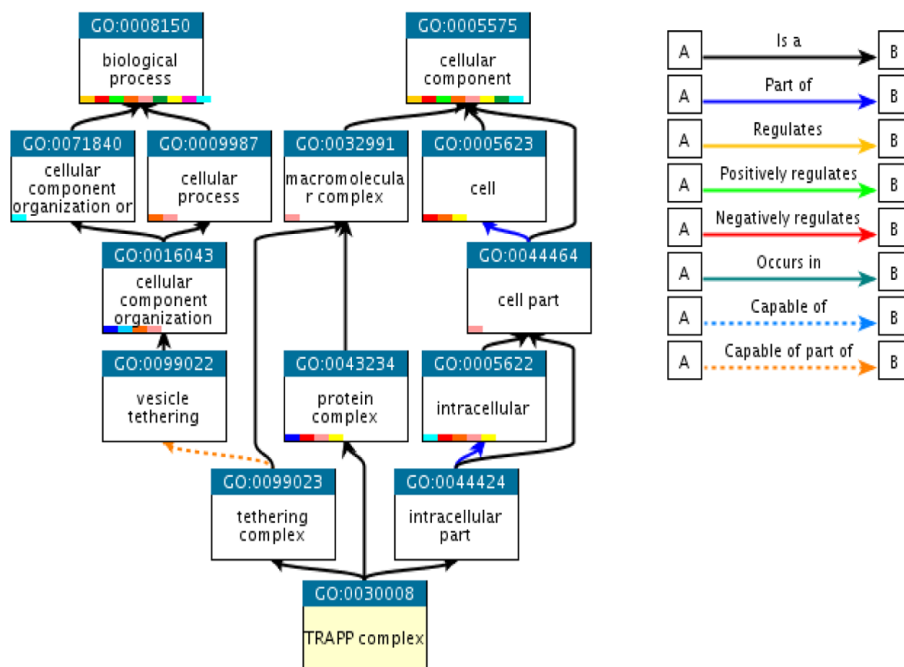 GO:0008150
biological
process
GO:0005575
cellular
component
GO:0071840
cellular
component
organization or
GO:0009987
cellular
process
GO:0032991
macromolecula
r complex
GO:0005623
cell
GO:0016043
cellular
component
organization
GO:0044464
cell part
GO:0099022
vesicle
tethering
GO:0043234
protein
complex
GO:0005622
intracellular
GO:0099023
tethering
complex
GO:0044424
intracellular
part
GO:0030008
TRAPP complex
A Is a B
A Part of B
A Regulates B
A Positively regulates B
A Negatively regulates B
A Occurs in B
A Capable of B
A Capable of part of B